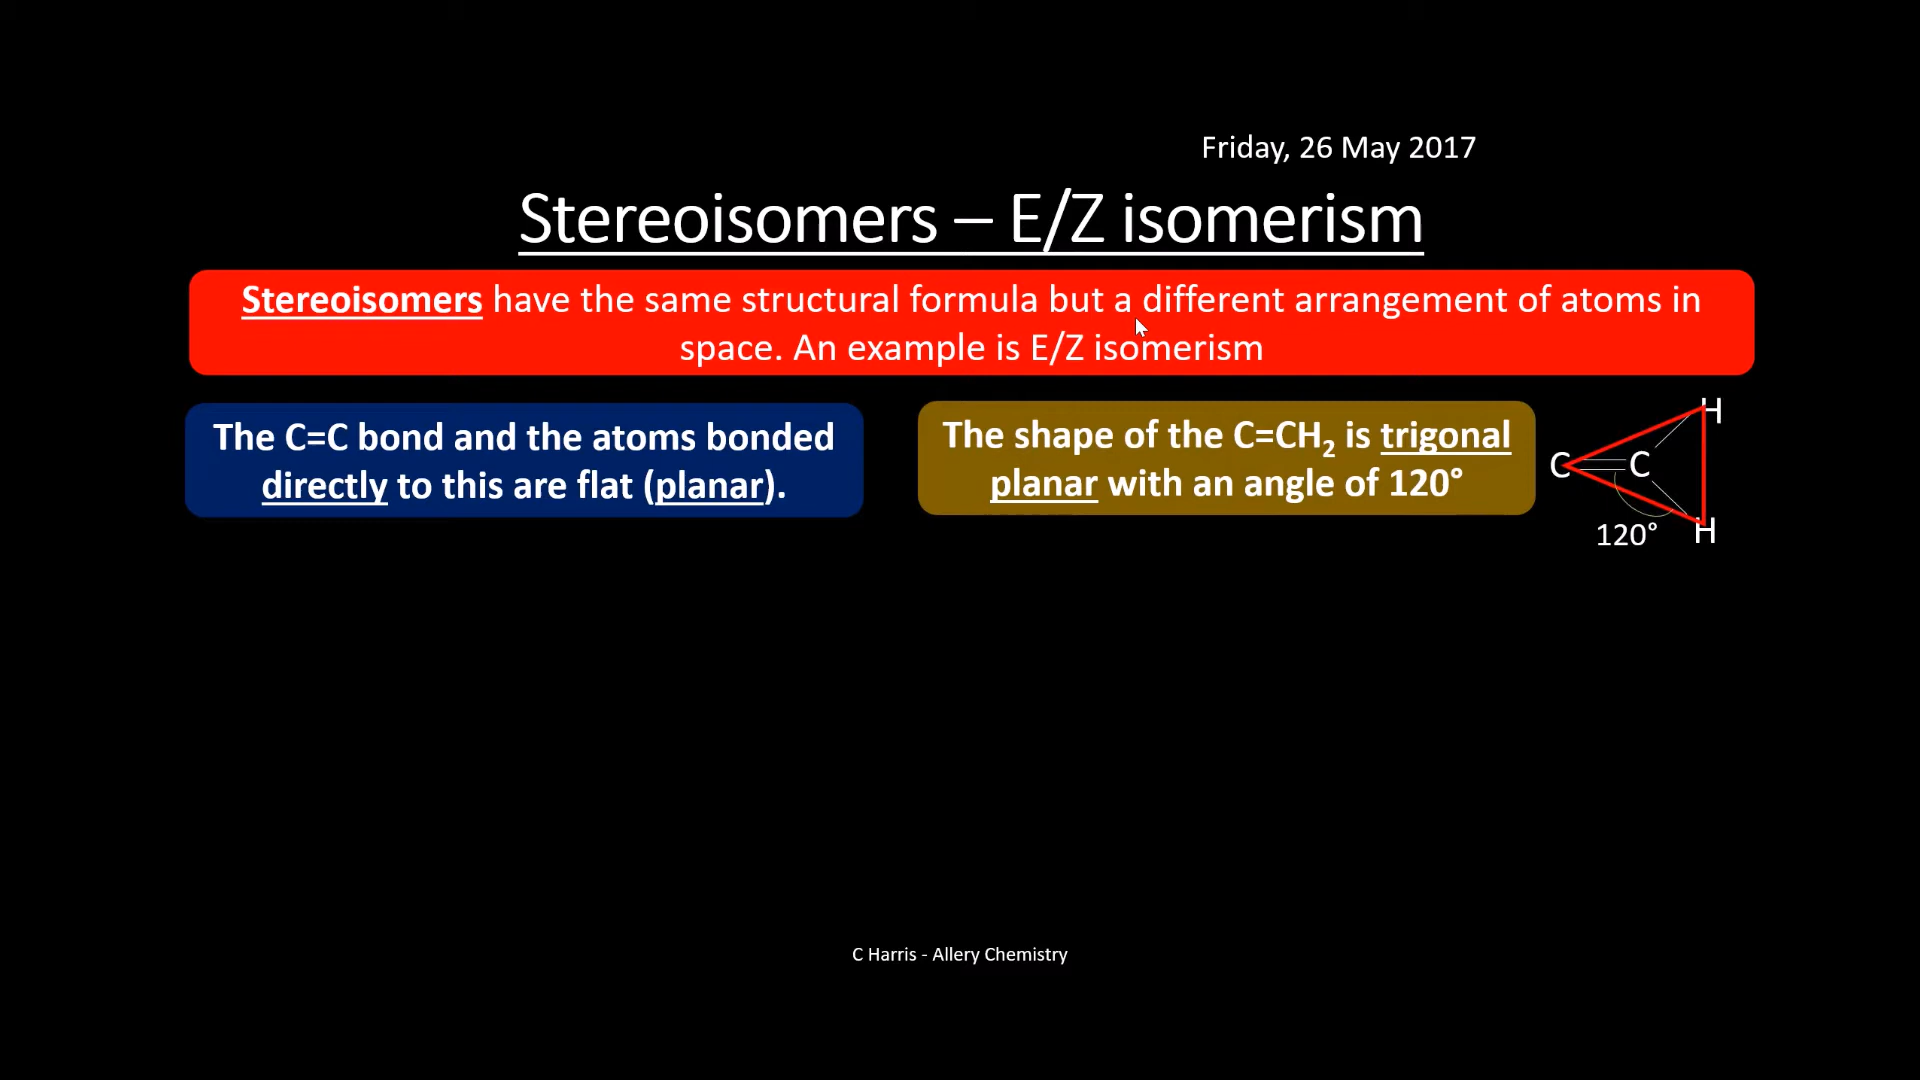 Friday, 26 May 2017
Stereoisomers – E/Z isomerism
Stereoisomers have the same structural formula but a different arrangement of atoms in
space. An example is E/Z isomerism
The C=C bond and the atoms bonded
directly to this are flat (planar).
The shape of the C=CH₂ is trigonal
planar with an angle of 120°
H
C C
120° H
C Harris - Allery Chemistry